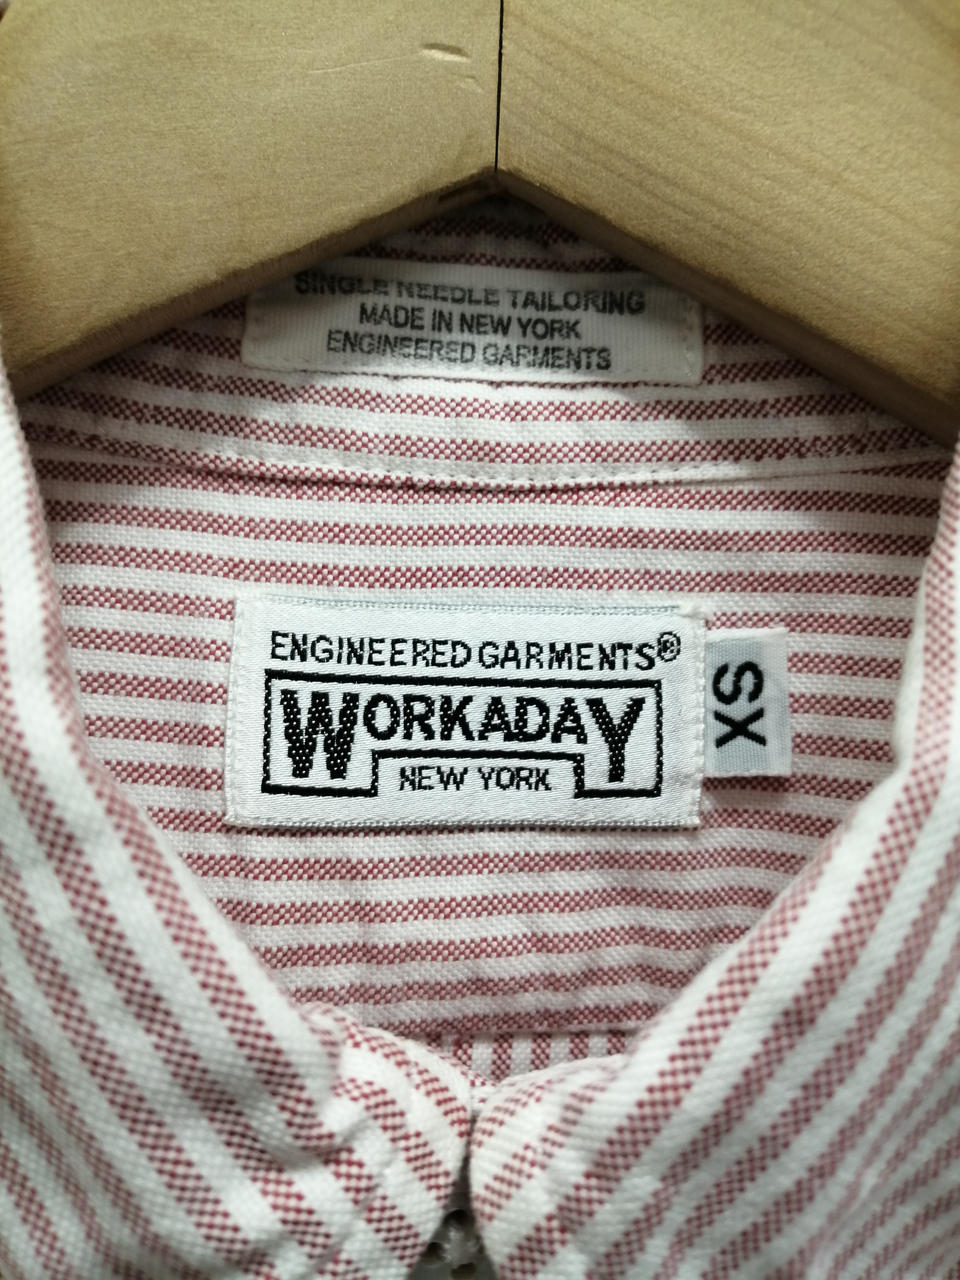 SINGLE NEEDLE TAILORING
MADE IN NEW YORK
ENGINEERED GARMENTS
ENGINEERED GARMENTS®
WORKADAY
NEW YORK
XS